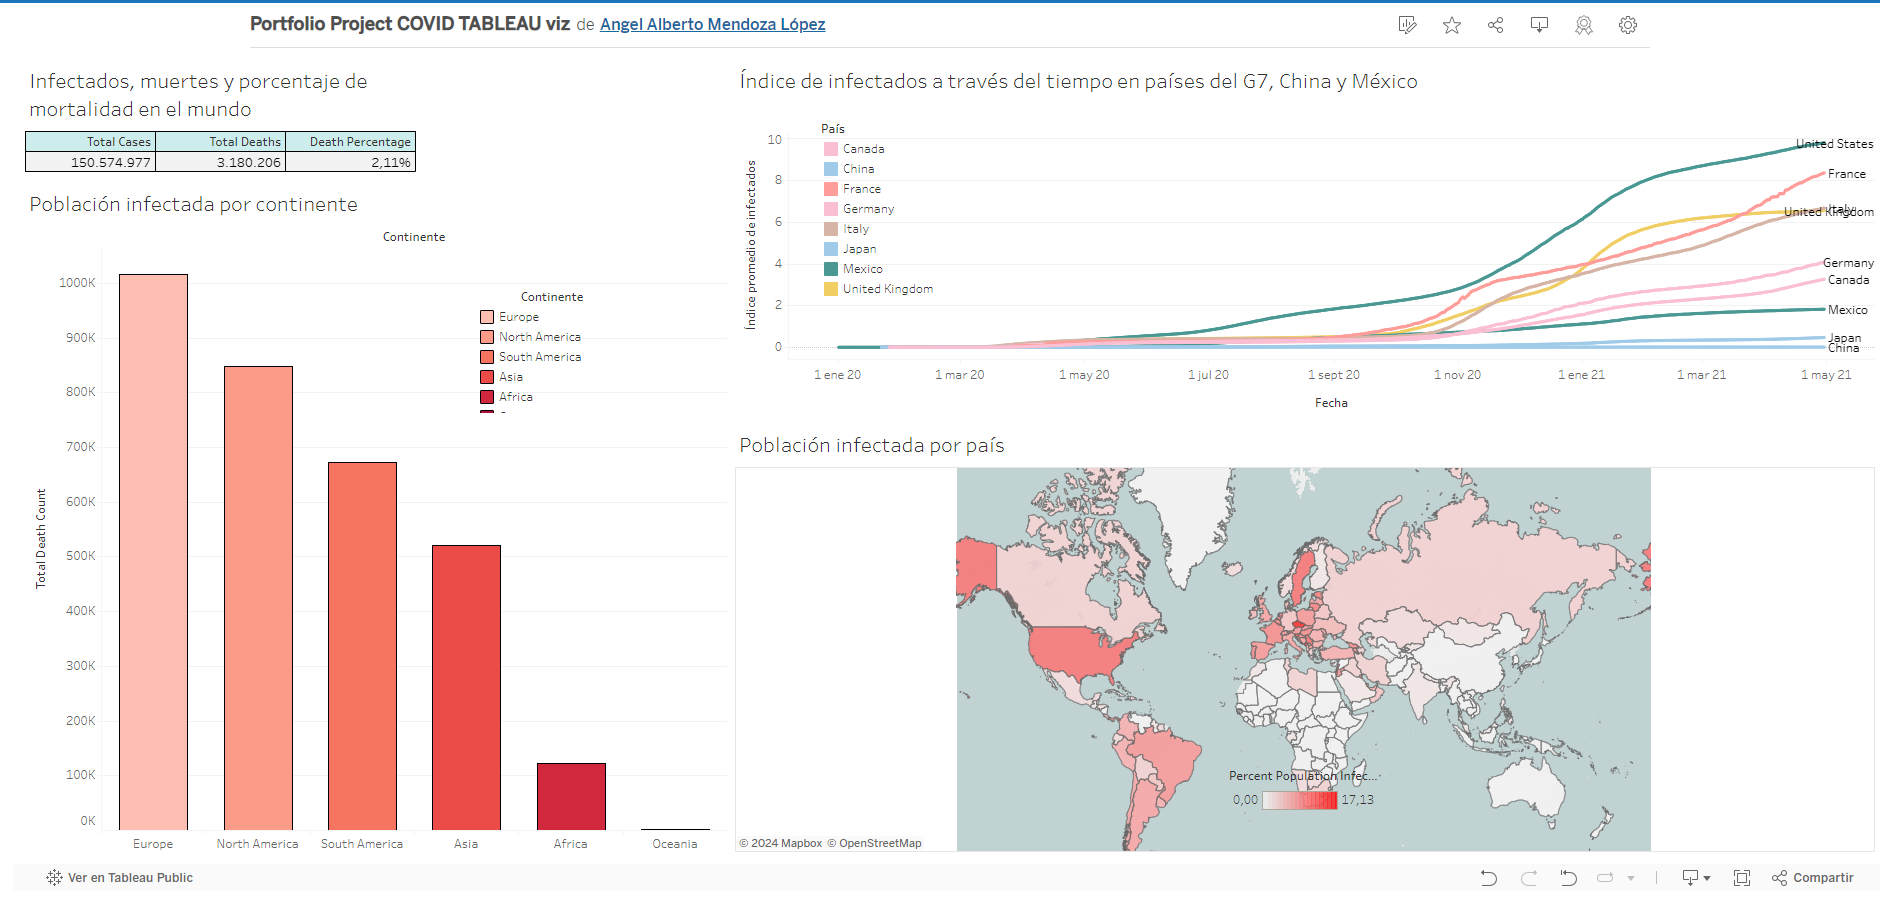 Portfolio Project COVID TABLEAU viz de Angel Alberto Mendoza López
Infectados, muertes y porcentaje de
mortalidad en el mundo
Total Cases Total Deaths Death Percentage
150.574.977 3.180.206 2,11%
Población infectada por continente
Continente
1000K
900K
800K
700K
600K
500K
400K
300K
200K
100K
0K
Total Death Count
Continente
Europe
North America
South America
Asia
Africa
Europe North America South America Asia Africa Oceania
Índice de infectados a través del tiempo en países del G7, China y México
País
Canada
China
France
Germany
Italy
Japan
Mexico
United Kingdom
Índice promedio de infectados
10
8
6
4
2
0
United States
France
Italy
United Kingdom
Germany
Canada
Mexico
Japan
China
1 ene 20 1 mar 20 1 may 20 1 jul 20 1 sept 20 1 nov 20 1 ene 21 1 mar 21 1 may 21
Fecha
Población infectada por país
Percent Population Infec...
0,00 17,13
© 2024 Mapbox © OpenStreetMap
Ver en Tableau Public
Compartir